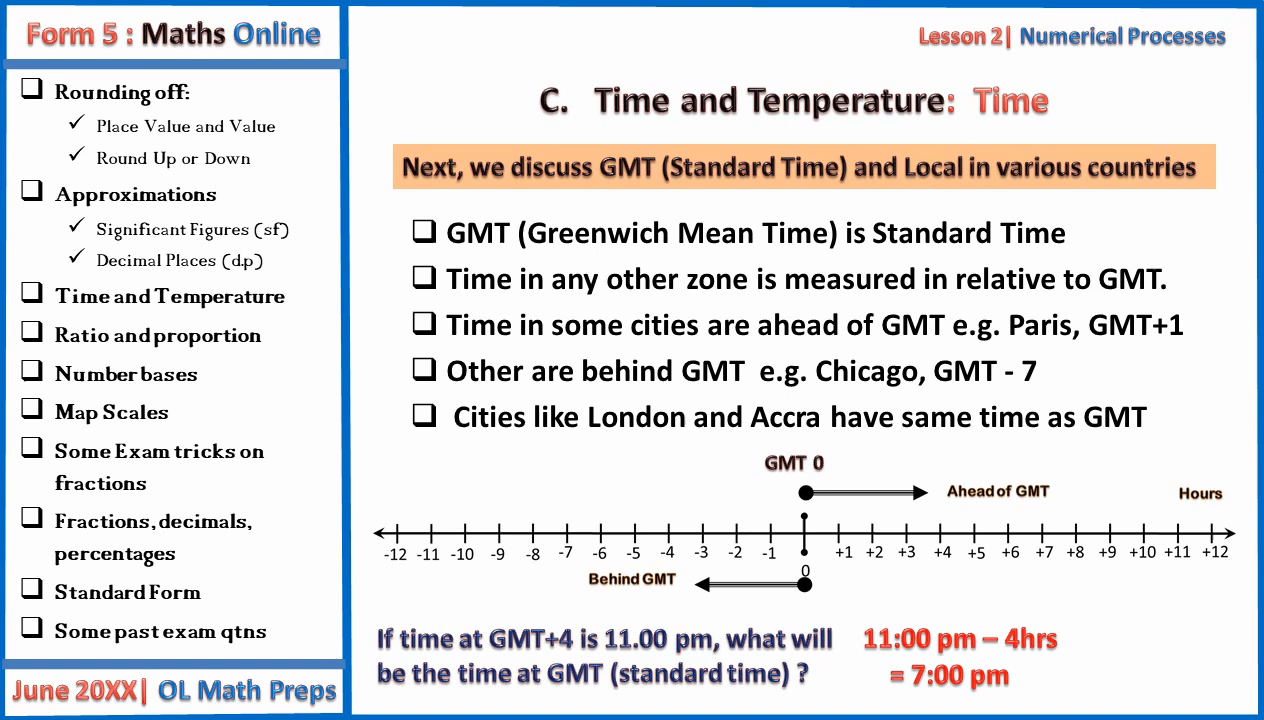 Form 5 : Maths Online
Rounding off:
Place Value and Value
Round Up or Down
Approximations
Significant Figures (sf)
Decimal Places (d.p)
Time and Temperature
Ratio and proportion
Number bases
Map Scales
Some Exam tricks on
fractions
Fractions, decimals,
percentages
Standard Form
Some past exam qtns
June 20XX| OL Math Preps
Lesson 2| Numerical Processes
C. Time and Temperature: Time
Next, we discuss GMT (Standard Time) and Local in various countries
GMT (Greenwich Mean Time) is Standard Time
Time in any other zone is measured in relative to GMT.
Time in some cities are ahead of GMT e.g. Paris, GMT+1
Other are behind GMT e.g. Chicago, GMT - 7
Cities like London and Accra have same time as GMT
GMT 0
Ahead of GMT
Hours
-12 -11 -10 -9 -8 -7 -6 -5 -4 -3 -2 -1 0 +1 +2 +3 +4 +5 +6 +7 +8 +9 +10 +11 +12
Behind GMT
If time at GMT+4 is 11.00 pm, what will
be the time at GMT (standard time) ?
11:00 pm – 4hrs
= 7:00 pm